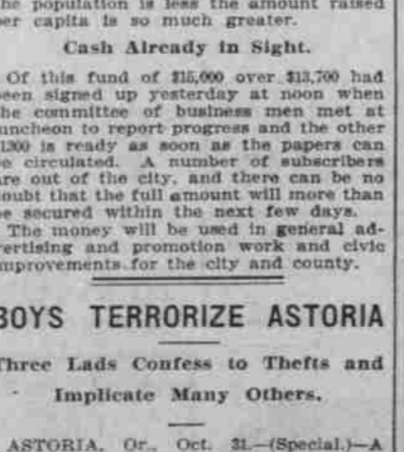 he population is less the amount raised
per capita is so much greater.
Cash Already in Sight.
Of this fund of $15,000 over $13,700 had
been signed up yesterday at noon when
the committee of business men met at
luncheon to report progress and the other
$1300 is ready as soon as the papers can
be circulated. A number of subscribers
are out of the city, and there can be no
doubt that the full amount will more than
be secured within the next few days.
The money will be used in general ad-
vertising and promotion work and civic
improvements for the city and county.
BOYS TERRORIZE ASTORIA
Three Lads Confess to Thefts and
Implicate Many Others.
ASTORIA, Or., Oct. 31.—(Special.)—A